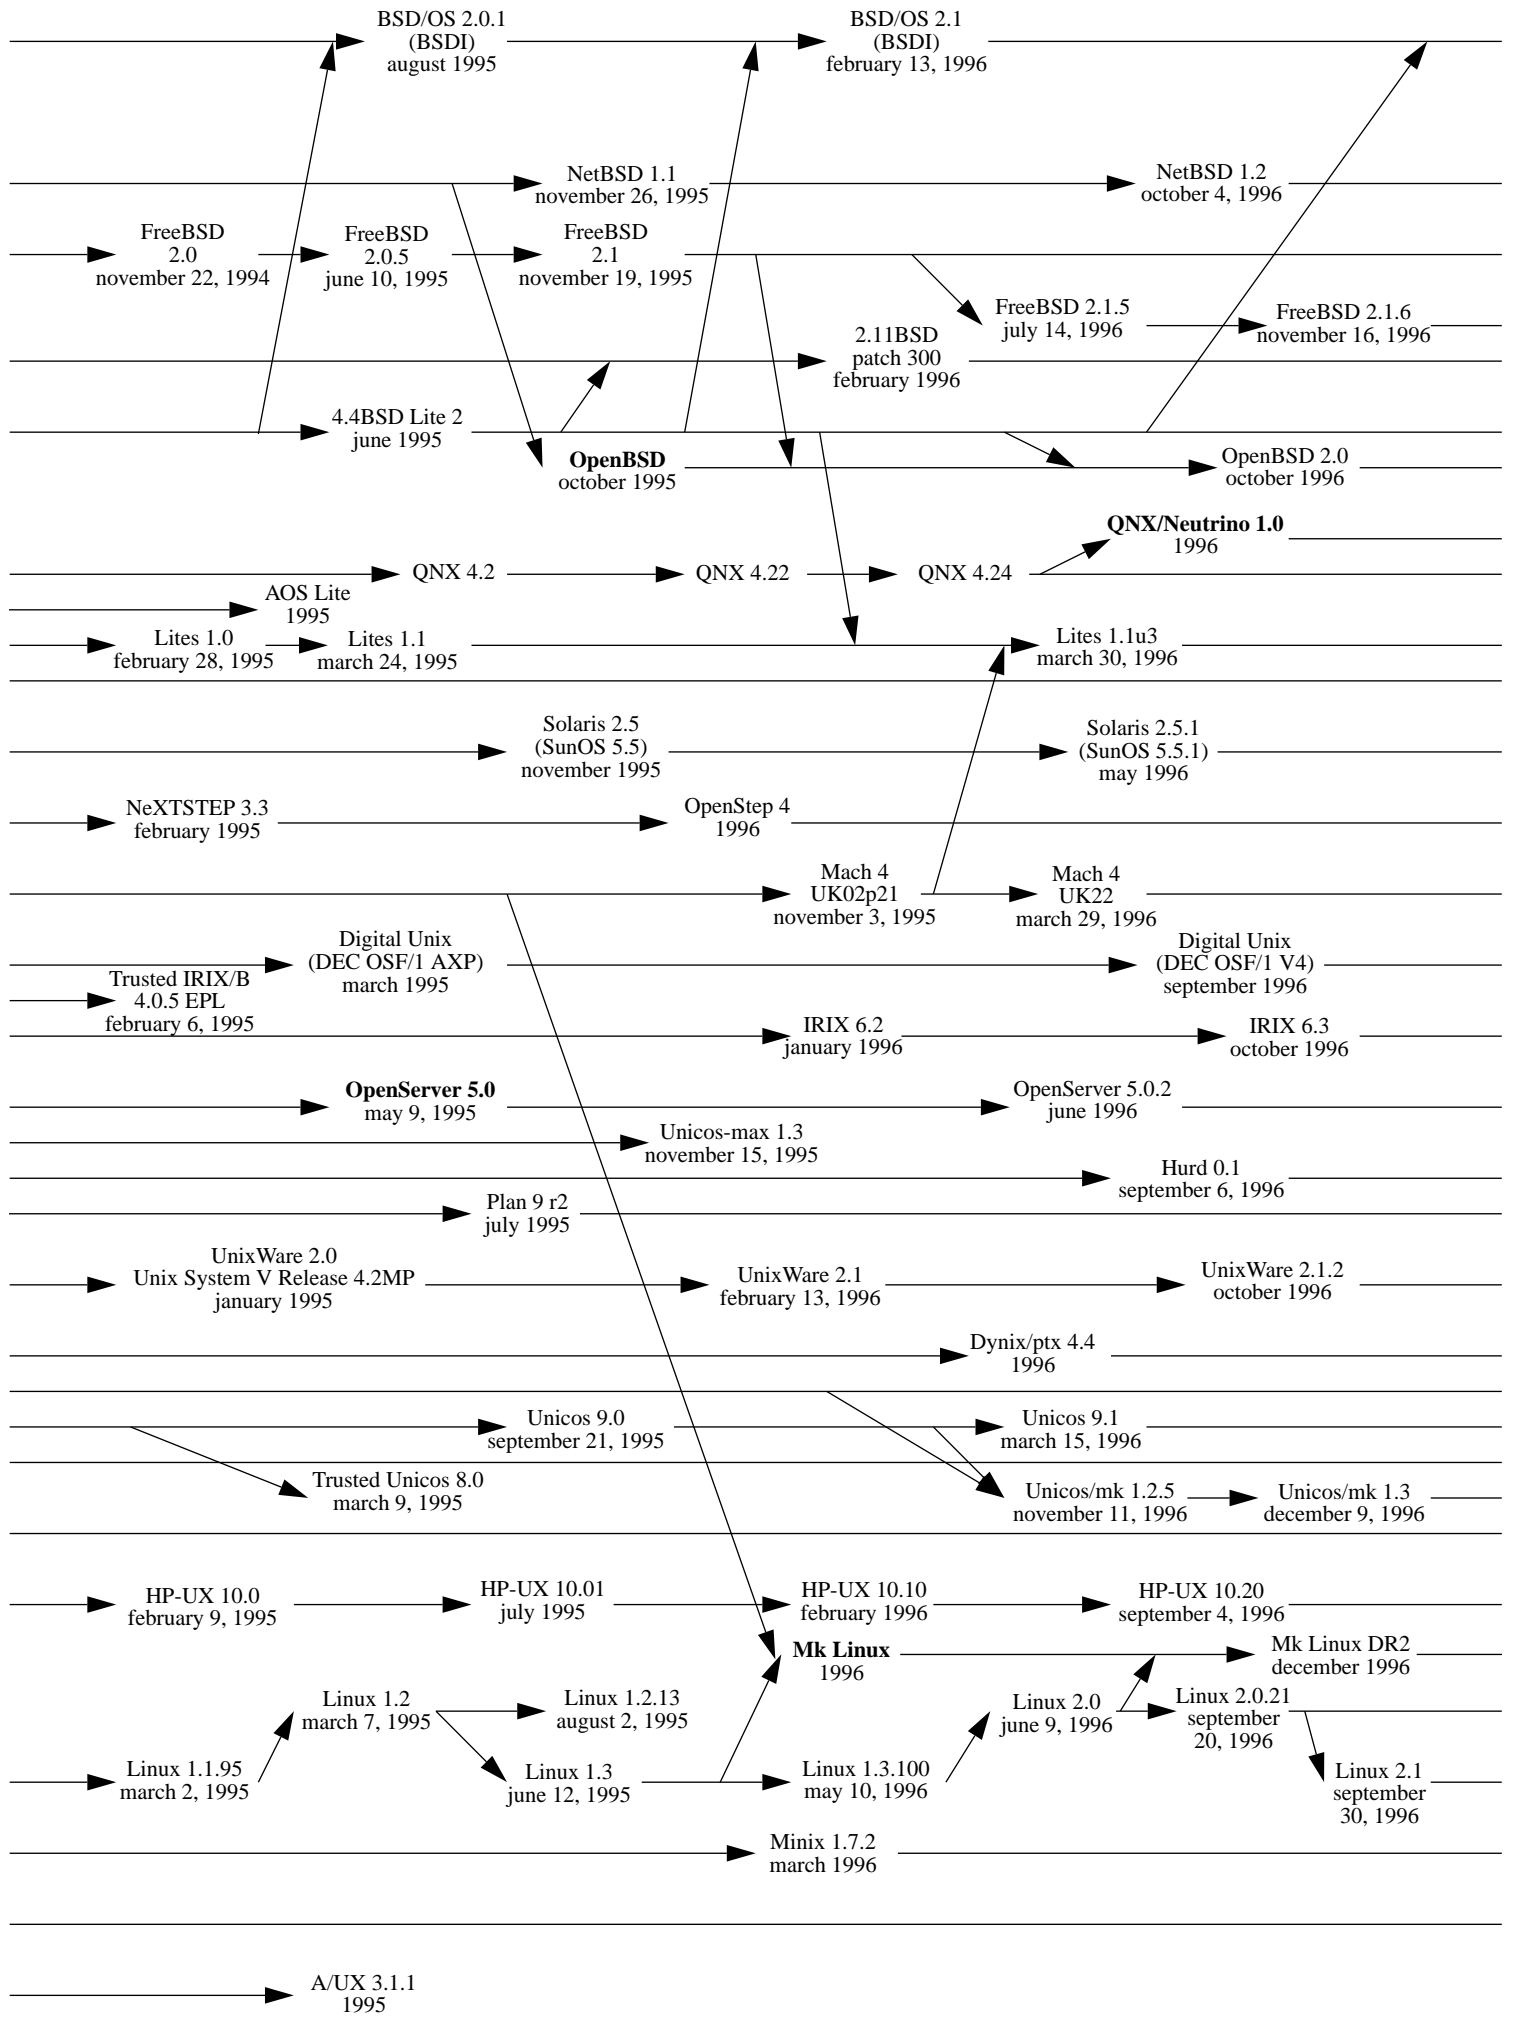 BSD/OS 2.0.1
(BSDI)
august 1995
BSD/OS 2.1
(BSDI)
february 13, 1996
NetBSD 1.1
november 26, 1995
NetBSD 1.2
october 4, 1996
FreeBSD
2.0
november 22, 1994
FreeBSD
2.0.5
june 10, 1995
FreeBSD
2.1
november 19, 1995
FreeBSD 2.1.5
july 14, 1996
FreeBSD 2.1.6
november 16, 1996
2.11BSD
patch 300
february 1996
4.4BSD Lite 2
june 1995
OpenBSD
october 1995
OpenBSD 2.0
october 1996
QNX/Neutrino 1.0
1996
QNX 4.2
QNX 4.22
QNX 4.24
AOS Lite
1995
Lites 1.0
february 28, 1995
Lites 1.1
march 24, 1995
Lites 1.1u3
march 30, 1996
Solaris 2.5
(SunOS 5.5)
november 1995
Solaris 2.5.1
(SunOS 5.5.1)
may 1996
NeXTSTEP 3.3
february 1995
OpenStep 4
1996
Mach 4
UK02p21
november 3, 1995
Mach 4
UK22
march 29, 1996
Digital Unix
(DEC OSF/1 AXP)
march 1995
Digital Unix
(DEC OSF/1 V4)
september 1996
Trusted IRIX/B
4.0.5 EPL
february 6, 1995
IRIX 6.2
january 1996
IRIX 6.3
october 1996
OpenServer 5.0
may 9, 1995
OpenServer 5.0.2
june 1996
Unicos-max 1.3
november 15, 1995
Hurd 0.1
september 6, 1996
Plan 9 r2
july 1995
UnixWare 2.0
Unix System V Release 4.2MP
january 1995
UnixWare 2.1
february 13, 1996
UnixWare 2.1.2
october 1996
Dynix/ptx 4.4
1996
Unicos 9.0
september 21, 1995
Unicos 9.1
march 15, 1996
Trusted Unicos 8.0
march 9, 1995
Unicos/mk 1.2.5
november 11, 1996
Unicos/mk 1.3
december 9, 1996
HP-UX 10.0
february 9, 1995
HP-UX 10.01
july 1995
HP-UX 10.10
february 1996
HP-UX 10.20
september 4, 1996
Mk Linux
1996
Mk Linux DR2
december 1996
Linux 1.2
march 7, 1995
Linux 1.2.13
august 2, 1995
Linux 2.0
june 9, 1996
Linux 2.0.21
september
20, 1996
Linux 1.1.95
march 2, 1995
Linux 1.3
june 12, 1995
Linux 1.3.100
may 10, 1996
Linux 2.1
september
30, 1996
Minix 1.7.2
march 1996
A/UX 3.1.1
1995